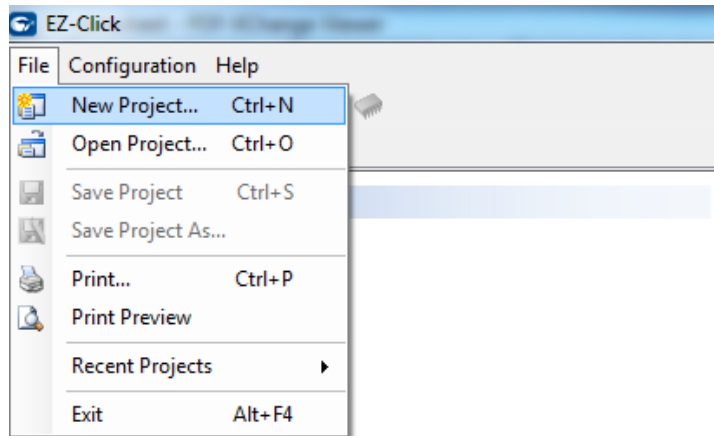 EZ-Click
File Configuration Help
New Project... Ctrl+N
Open Project... Ctrl+O
Save Project Ctrl+S
Save Project As...
Print... Ctrl+P
Print Preview
Recent Projects
Exit Alt+F4